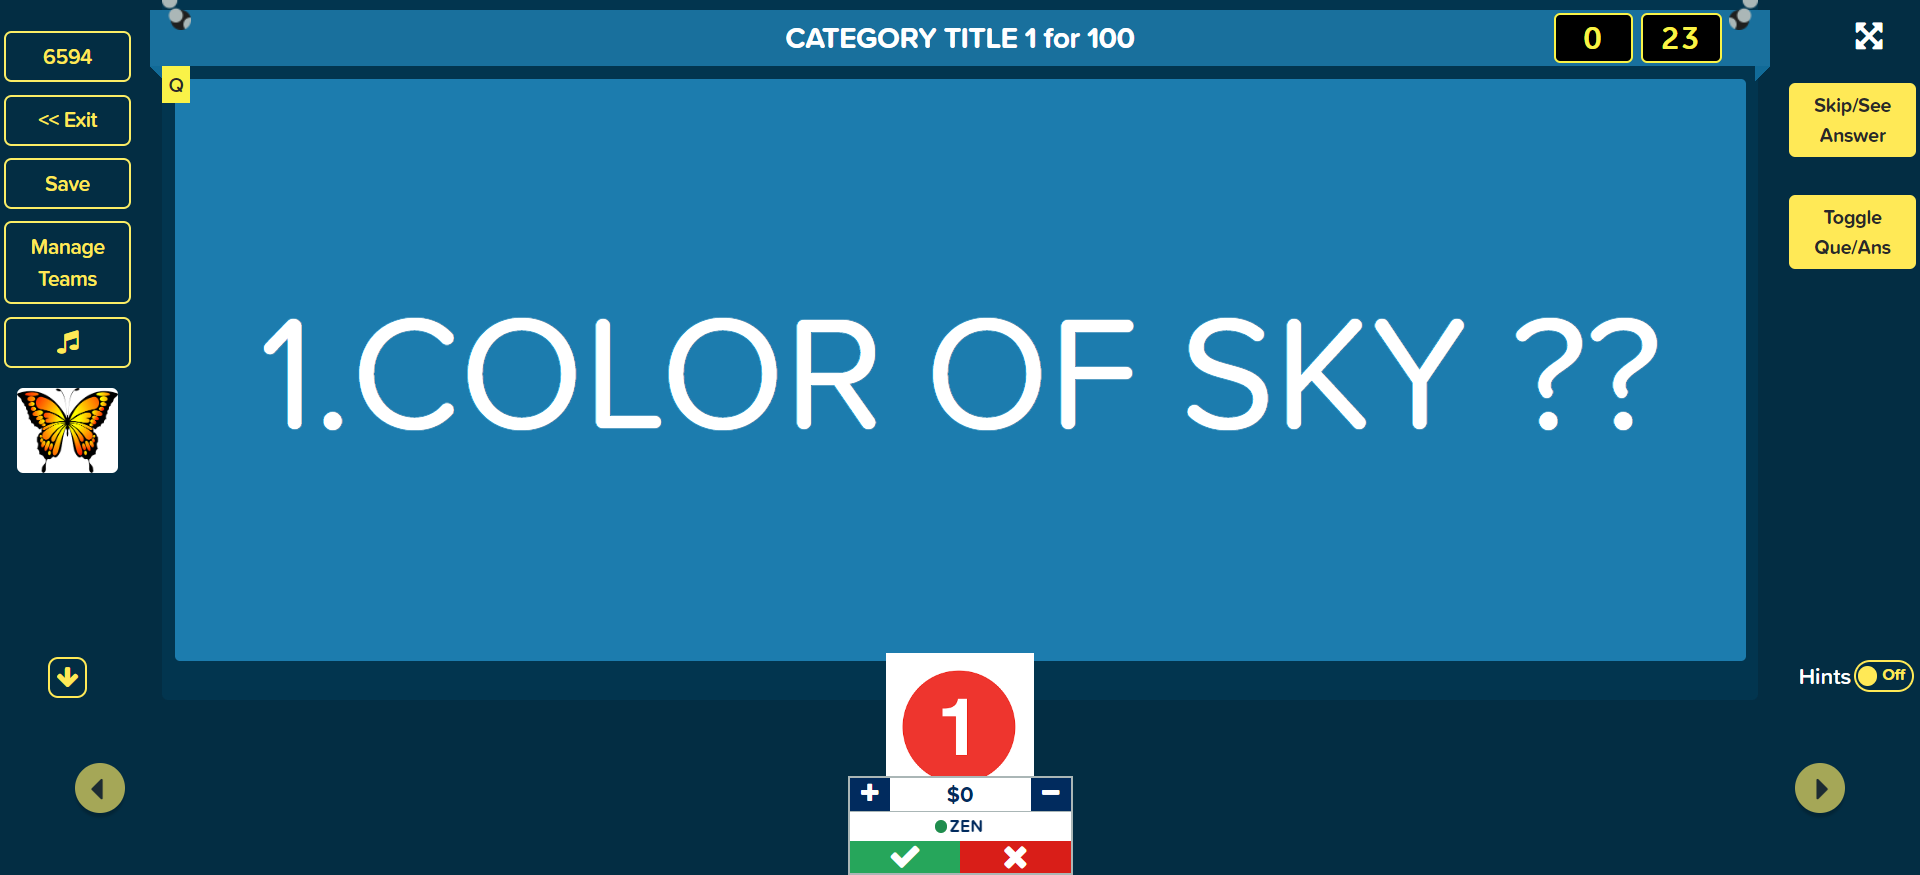 6594
<< Exit
Save
Manage
Teams
CATEGORY TITLE 1 for 100
0 23
Q
1.COLOR OF SKY ??
Skip/See
Answer
Toggle
Que/Ans
Hints Off
1
$0
ZEN